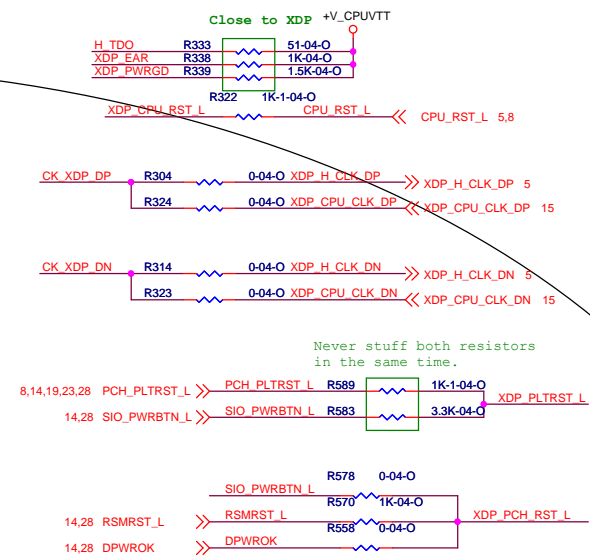 Close to XDP +V_CPUVTT
H_TDO R333 51-04-O
XDP_EAR R338 1K-04-O
XDP_PWRGD R339 1.5K-04-O
R322 1K-1-04-O
XDP_CPU_RST_L CPU_RST_L CPU_RST_L 5,8
CK_XDP_DP R304 0-04-O XDP_H_CLK_DP XDP_H_CLK_DP 5
R324 0-04-O XDP_CPU_CLK_DP XDP_CPU_CLK_DP 15
CK_XDP_DN R314 0-04-O XDP_H_CLK_DN XDP_H_CLK_DN 5
R323 0-04-O XDP_CPU_CLK_DN XDP_CPU_CLK_DN 15
Never stuff both resistors
in the same time.
8,14,19,23,28 PCH_PLTRST_L PCH_PLTRST_L R589 1K-1-04-O
XDP_PLTRST_L
14,28 SIO_PWRBTN_L SIO_PWRBTN_L R583 3.3K-04-O
R578 0-04-O
SIO_PWRBTN_L
R570 1K-04-O
14,28 RSMRST_L RSMRST_L XDP_PCH_RST_L
R558 0-04-O
14,28 DPWROK DPWROK